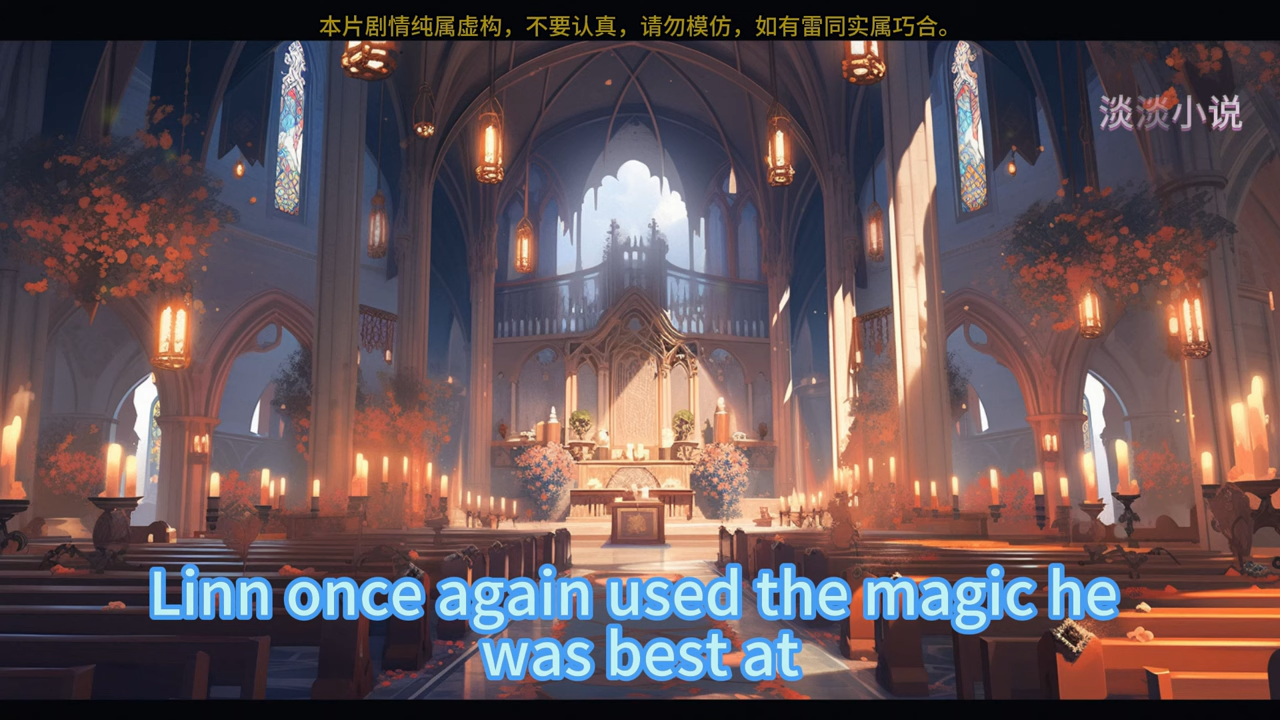 本片剧情纯属虚构，不要认真，请勿模仿，如有雷同实属巧合。
淡淡小说
Linn once again used the magic he
was best at